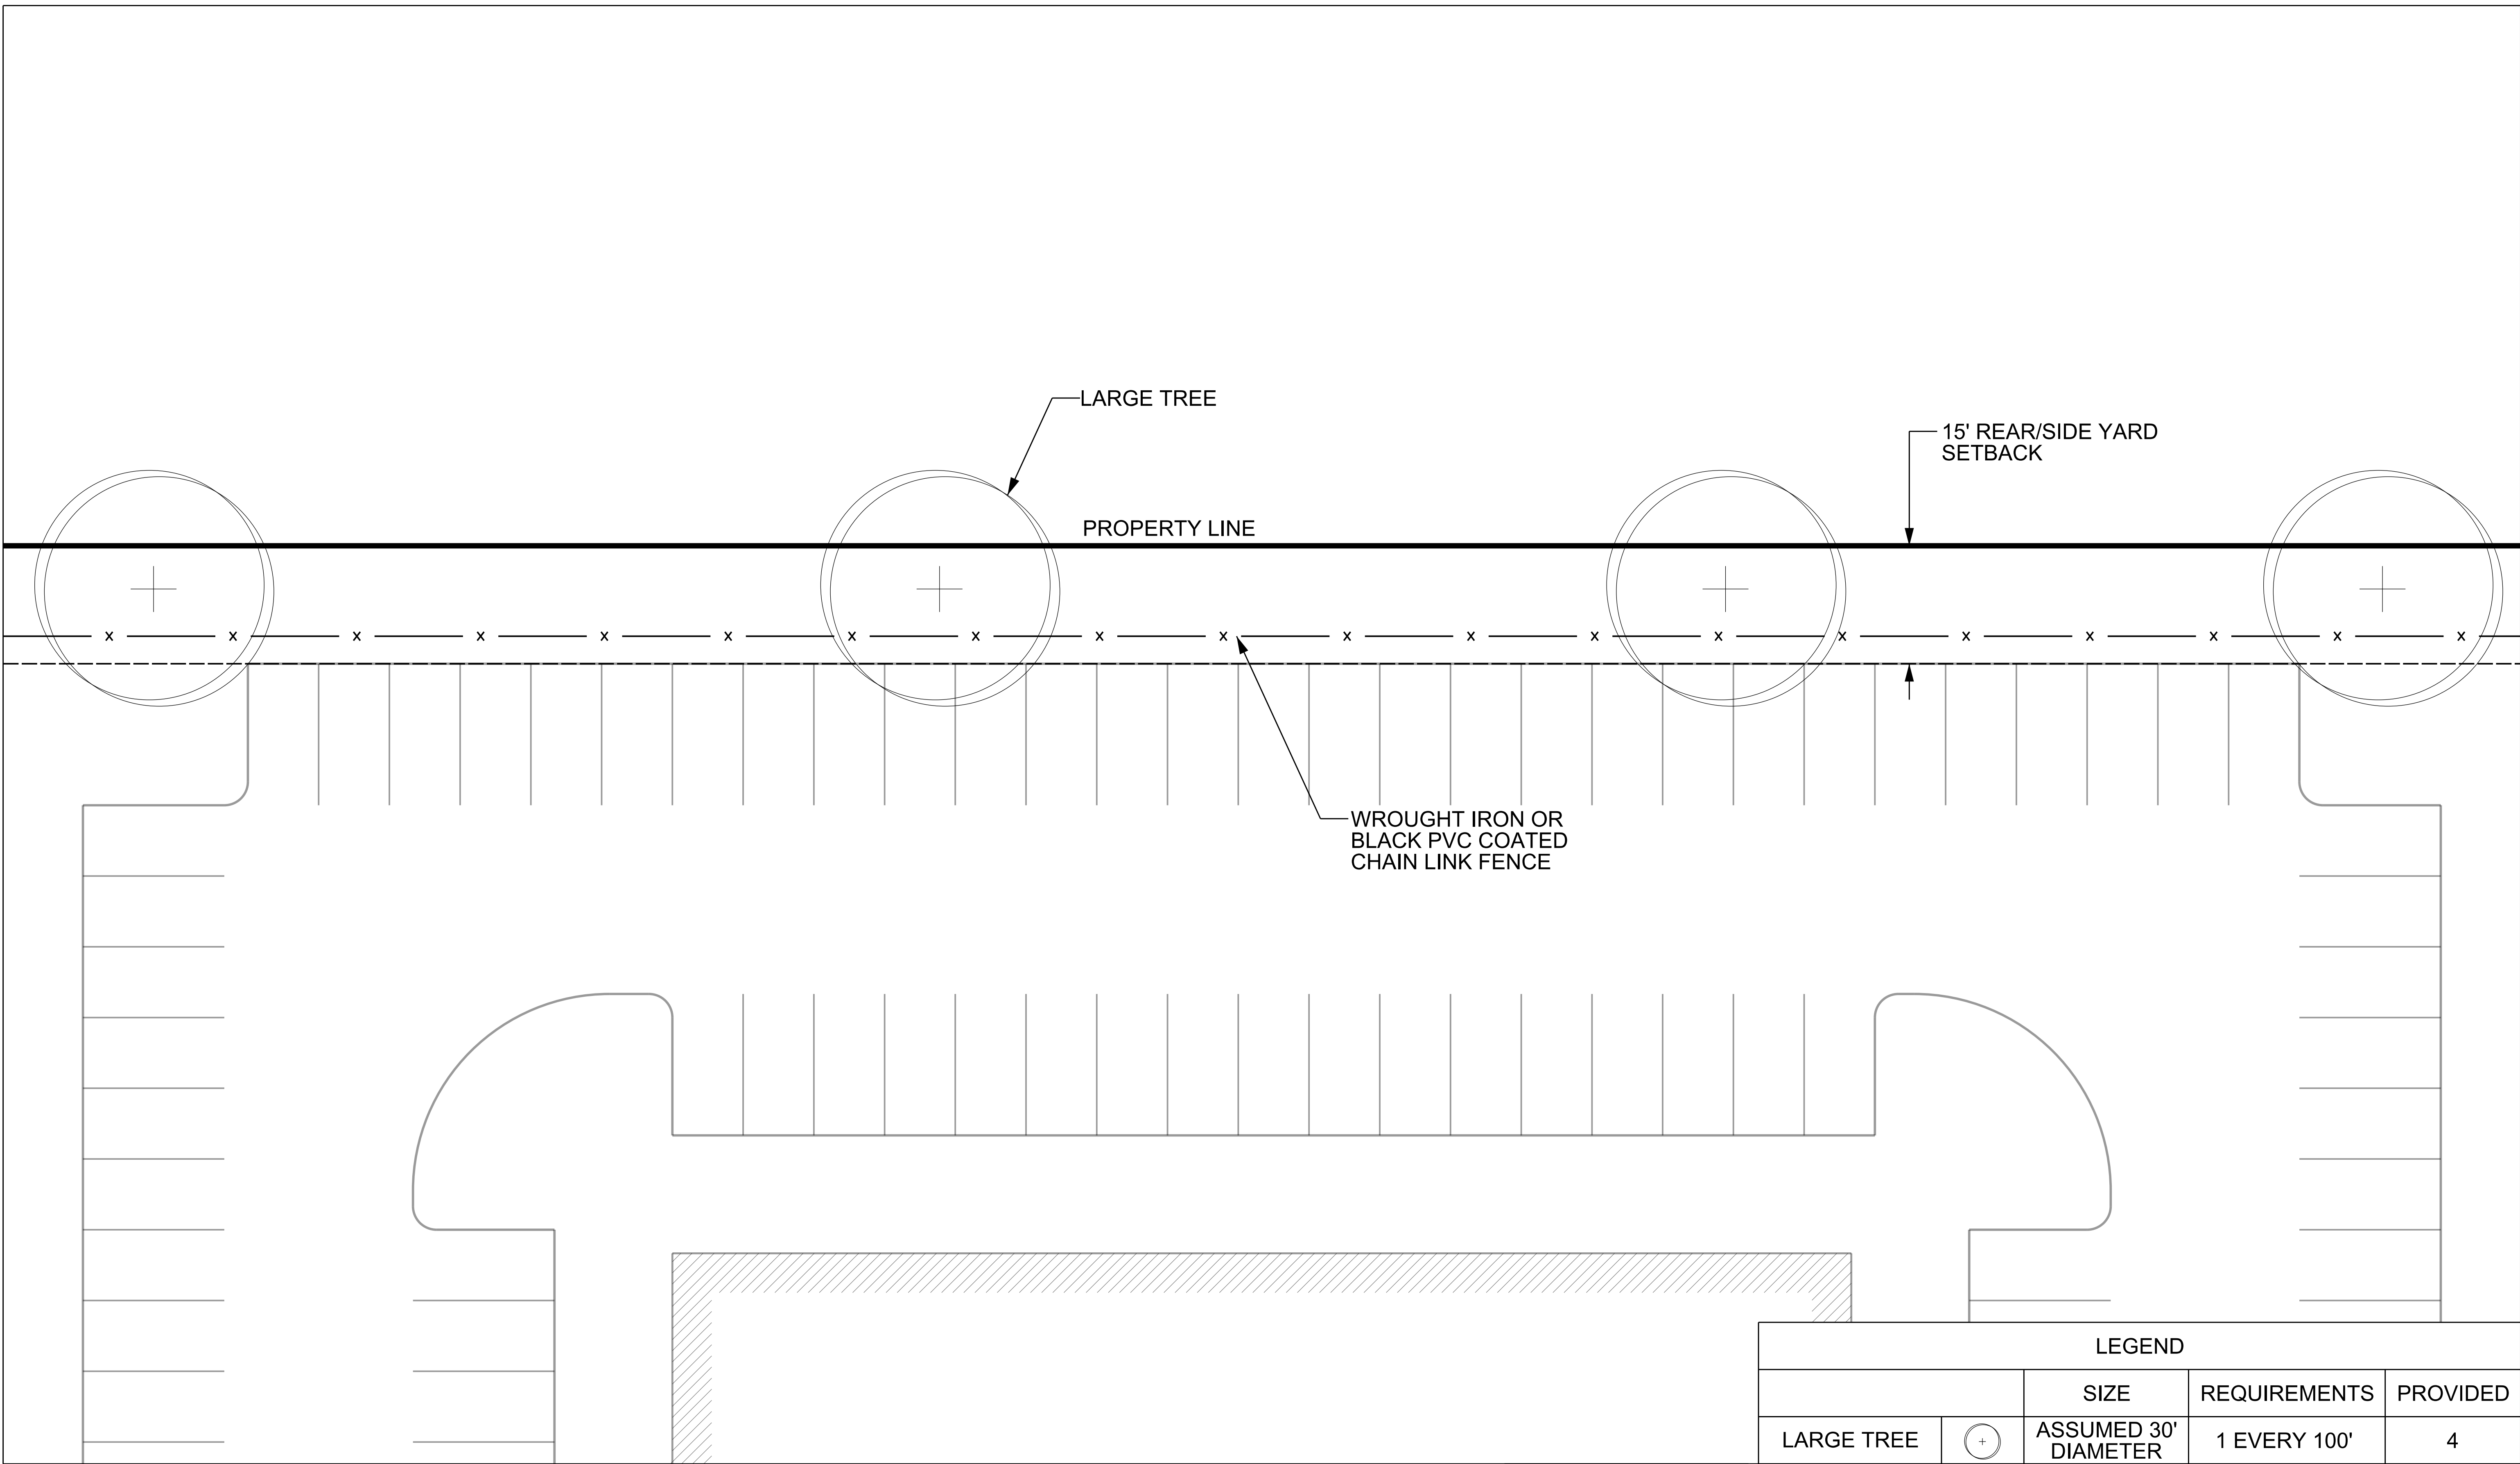 LARGE TREE
15' REAR/SIDE YARD
SETBACK
PROPERTY LINE
x x x x x x x x x x x x x x x x x x x x
WROUGHT IRON OR
BLACK PVC COATED
CHAIN LINK FENCE
LEGEND
SIZE REQUIREMENTS PROVIDED
LARGE TREE ASSUMED 30' 1 EVERY 100' 4
DIAMETER